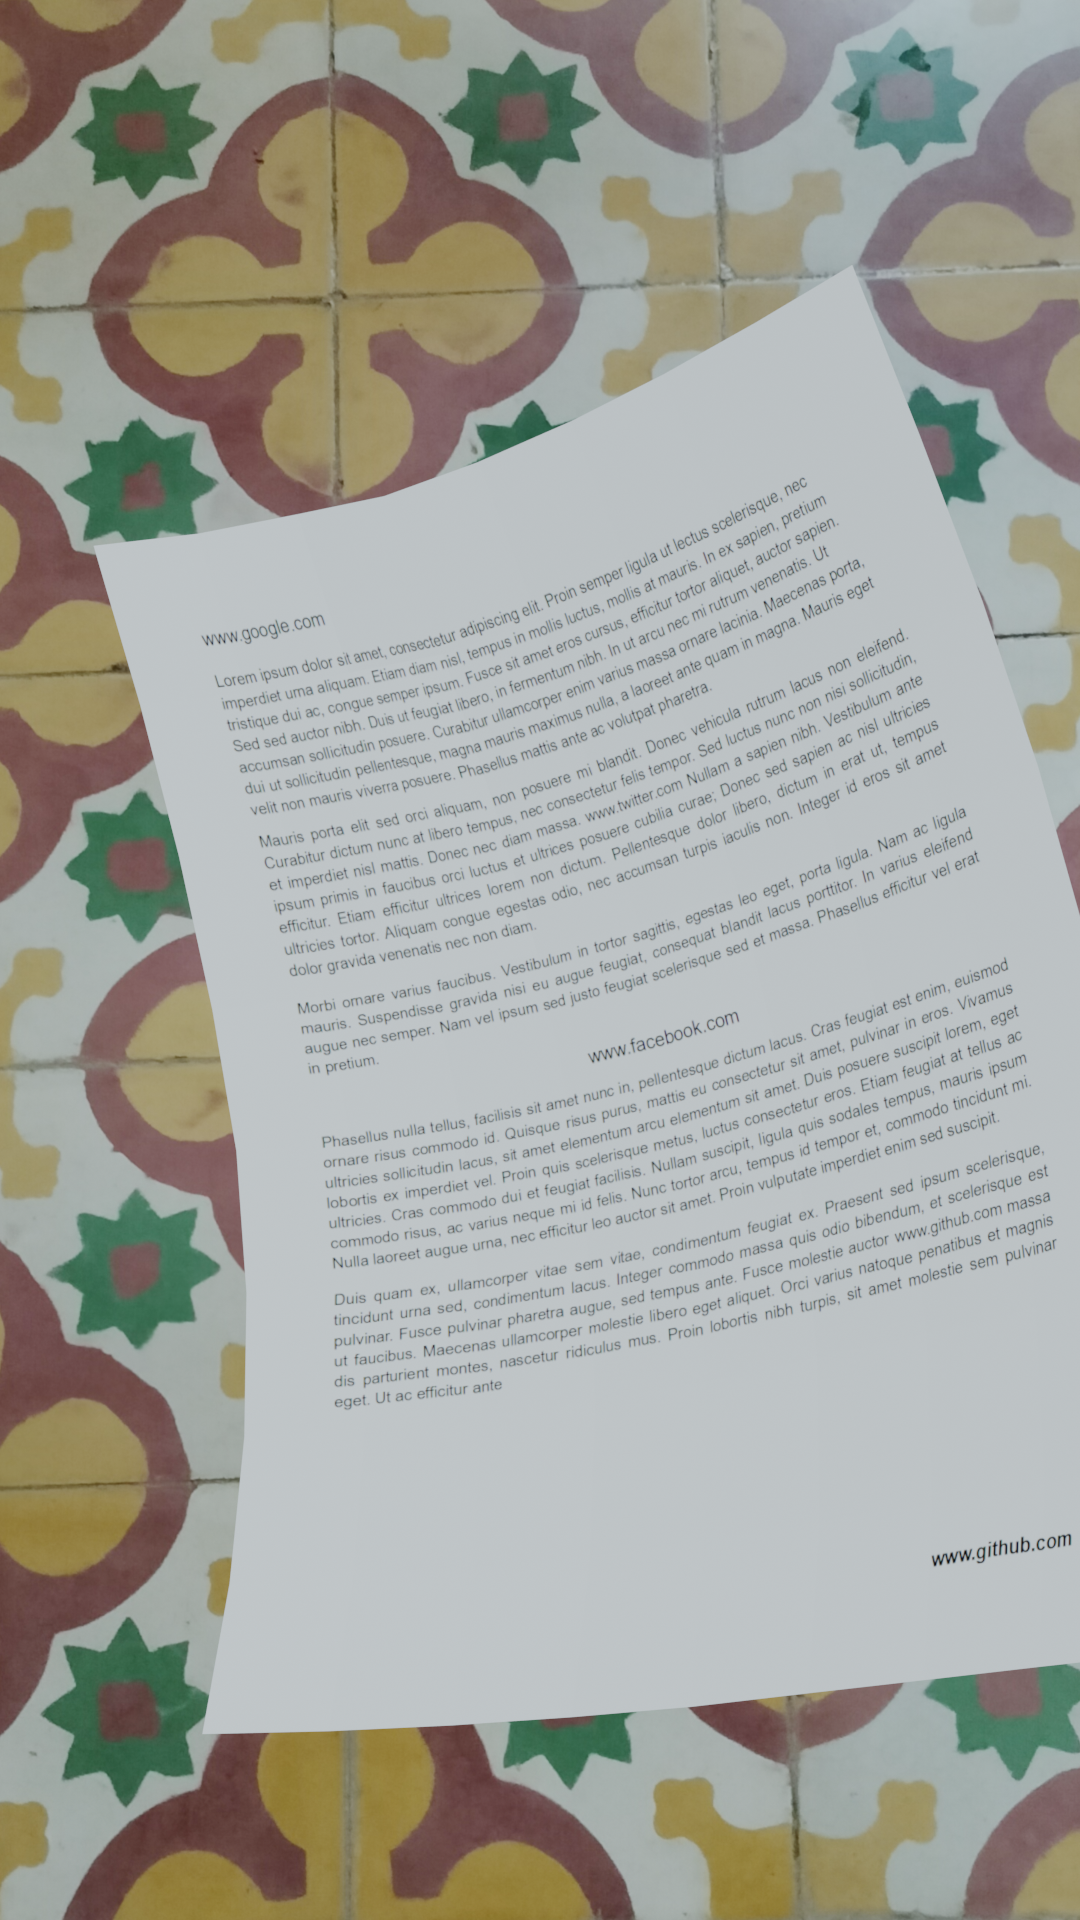 www.google.com
Lorem ipsum dolor sit amet, consectetur adipiscing elit. Proin semper ligula ut lectus scelerisque, nec
imperdiet urna aliquam. Etiam diam nisl, tempus in mollis luctus, mollis at mauris. In ex sapien, pretium
tristique dui ac, congue semper ipsum. Fusce sit amet eros cursus, efficitur tortor aliquet, auctor sapien.
Sed sed auctor nibh. Duis ut feugiat libero, in fermentum nibh. In ut arcu nec mi rutrum venenatis. Ut
accumsan sollicitudin posuere. Curabitur ullamcorper enim varius massa ornare lacinia. Maecenas porta,
dui ut sollicitudin pellentesque, magna mauris maximus nulla, a laoreet ante quam in magna. Mauris eget
velit non mauris viverra posuere. Phasellus mattis ante ac volutpat pharetra.
Mauris porta elit sed orci aliquam, non posuere mi blandit. Donec vehicula rutrum lacus non eleifend.
Curabitur dictum nunc at libero tempus, nec consectetur felis tempor. Sed luctus nunc non nisi sollicitudin,
et imperdiet nisl mattis. Donec nec diam massa. www.twitter.com Nullam a sapien nibh. Vestibulum ante
ipsum primis in faucibus orci luctus et ultrices posuere cubilia curae; Donec sed sapien ac nisl ultricies
efficitur. Etiam efficitur ultrices lorem non dictum. Pellentesque dolor libero, dictum in erat ut, tempus
ultricies tortor. Aliquam congue egestas odio, nec accumsan turpis iaculis non. Integer id eros sit amet
dolor gravida venenatis nec non diam.
Morbi ornare varius faucibus. Vestibulum in tortor sagittis, egestas leo eget, porta ligula. Nam ac ligula
mauris. Suspendisse gravida nisi eu augue feugiat, consequat blandit lacus porttitor. In varius eleifend
augue nec semper. Nam vel ipsum sed justo feugiat scelerisque sed et massa. Phasellus efficitur vel erat
in pretium.
www.facebook.com
Phasellus nulla tellus, facilisis sit amet nunc in, pellentesque dictum lacus. Cras feugiat est enim, euismod
ornare risus commodo id. Quisque risus purus, mattis eu consectetur sit amet, pulvinar in eros. Vivamus
ultricies sollicitudin lacus, sit amet elementum arcu elementum sit amet. Duis posuere suscipit lorem, eget
lobortis ex imperdiet vel. Proin quis scelerisque metus, luctus consectetur eros. Etiam feugiat at tellus ac
ultricies. Cras commodo dui et feugiat facilisis. Nullam suscipit, ligula quis sodales tempus, mauris ipsum
commodo risus, ac varius neque mi id felis. Nunc tortor arcu, tempus id tempor et, commodo tincidunt mi.
Nulla laoreet augue urna, nec efficitur leo auctor sit amet. Proin vulputate imperdiet enim sed suscipit.
Duis quam ex, ullamcorper vitae sem vitae, condimentum feugiat ex. Praesent sed ipsum scelerisque,
tincidunt urna sed, condimentum lacus. Integer commodo massa quis odio bibendum, et scelerisque est
pulvinar. Fusce pulvinar pharetra augue, sed tempus ante. Fusce molestie auctor www.github.com massa
ut faucibus. Maecenas ullamcorper molestie libero eget aliquet. Orci varius natoque penatibus et magnis
dis parturient montes, nascetur ridiculus mus. Proin lobortis nibh turpis, sit amet molestie sem pulvinar
eget. Ut ac efficitur ante
www.github.com